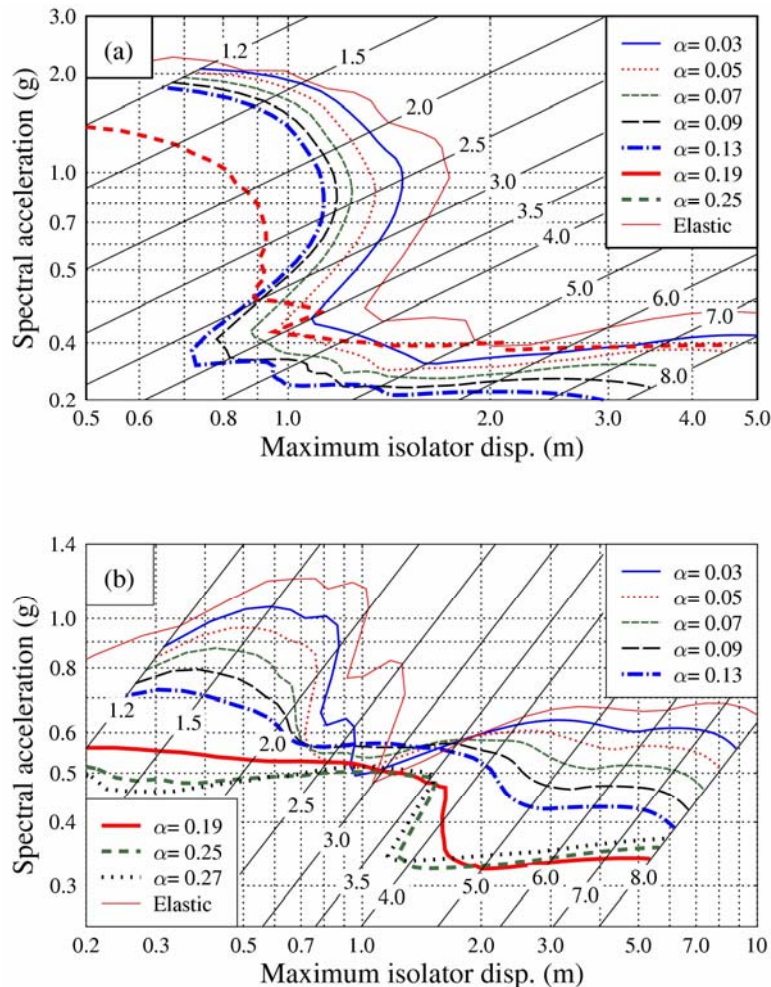 3.0
2.0
1.0
0.7
0.5
0.4
0.2
Spectral acceleration (g)
(a)
1.2
1.5
2.0
2.5
3.0
3.5
4.0
5.0
6.0
7.0
8.0
α= 0.03
α= 0.05
α= 0.07
α= 0.09
α= 0.13
α= 0.19
α= 0.25
Elastic
0.5 0.6 0.8 1.0 2.0 3.0 4.0 5.0
Maximum isolator disp. (m)
1.4
1.0
0.8
0.6
0.5
0.4
0.3
Spectral acceleration (g)
(b)
α= 0.03
α= 0.05
α= 0.07
α= 0.09
α= 0.13
1.2
1.5
2.0
2.5
3.0
3.5
4.0
5.0
6.0
7.0
8.0
α= 0.19
α= 0.25
α= 0.27
Elastic
0.2 0.3 0.5 0.7 1.0 2.0 3.0 5.0 7.0 10
Maximum isolator disp. (m)